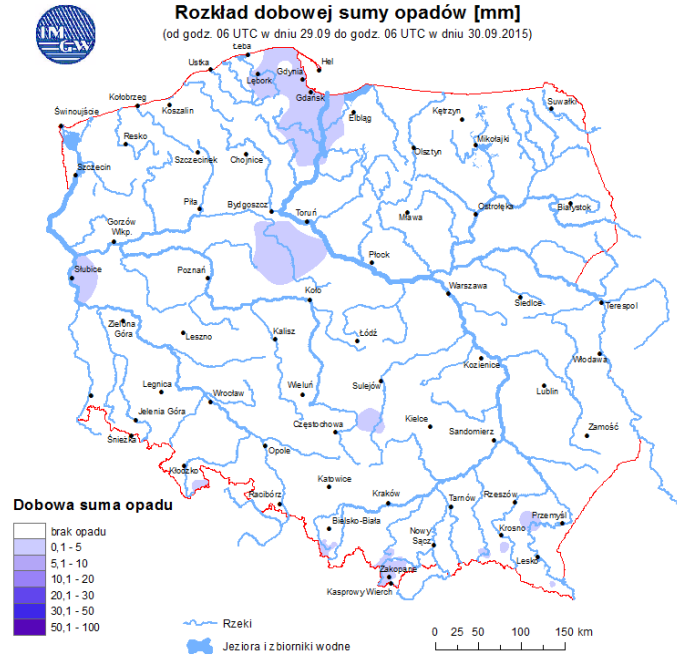 IM
GW
Rozkład dobowej sumy opadów [mm]
(od godz. 06 UTC w dniu 29.09 do godz. 06 UTC w dniu 30.09.2015)
Łeba
Ustka
Hel
Gdynia
Lębork
Gdańsk
Kołobrzeg
Koszalin
Świnoujście
Elbląg
Kętrzyn
Suwałki
Resko
Szczecinek
Chojnice
Olsztyn
Mikołajki
Szczecin
Piła
Bydgoszcz
Toruń
Mława
Ostrołęka
Białystok
Gorzów
Wlkp.
Płock
Słubice
Poznań
Koło
Warszawa
Siedlce
Terespol
Zielona
Góra
Leszno
Kalisz
Łódź
Kozienice
Włodawa
Legnica
Wrocław
Wieluń
Sulejów
Lublin
Jelenia Góra
Śnieżka
Częstochowa
Kielce
Sandomierz
Zamość
Kłodzko
Opole
Racibórz
Katowice
Kraków
Tarnów
Rzeszów
Przemyśl
Bielsko-Biała
Nowy
Sącz
Krosno
Lesko
Zakopane
Kasprowy Wierch
Dobowa suma opadu
brak opadu
0,1 - 5
5,1 - 10
10,1 - 20
20,1 - 30
30,1 - 50
50,1 - 100
Rzeki
Jeziora i zbiorniki wodne
0 25 50 100 150 km